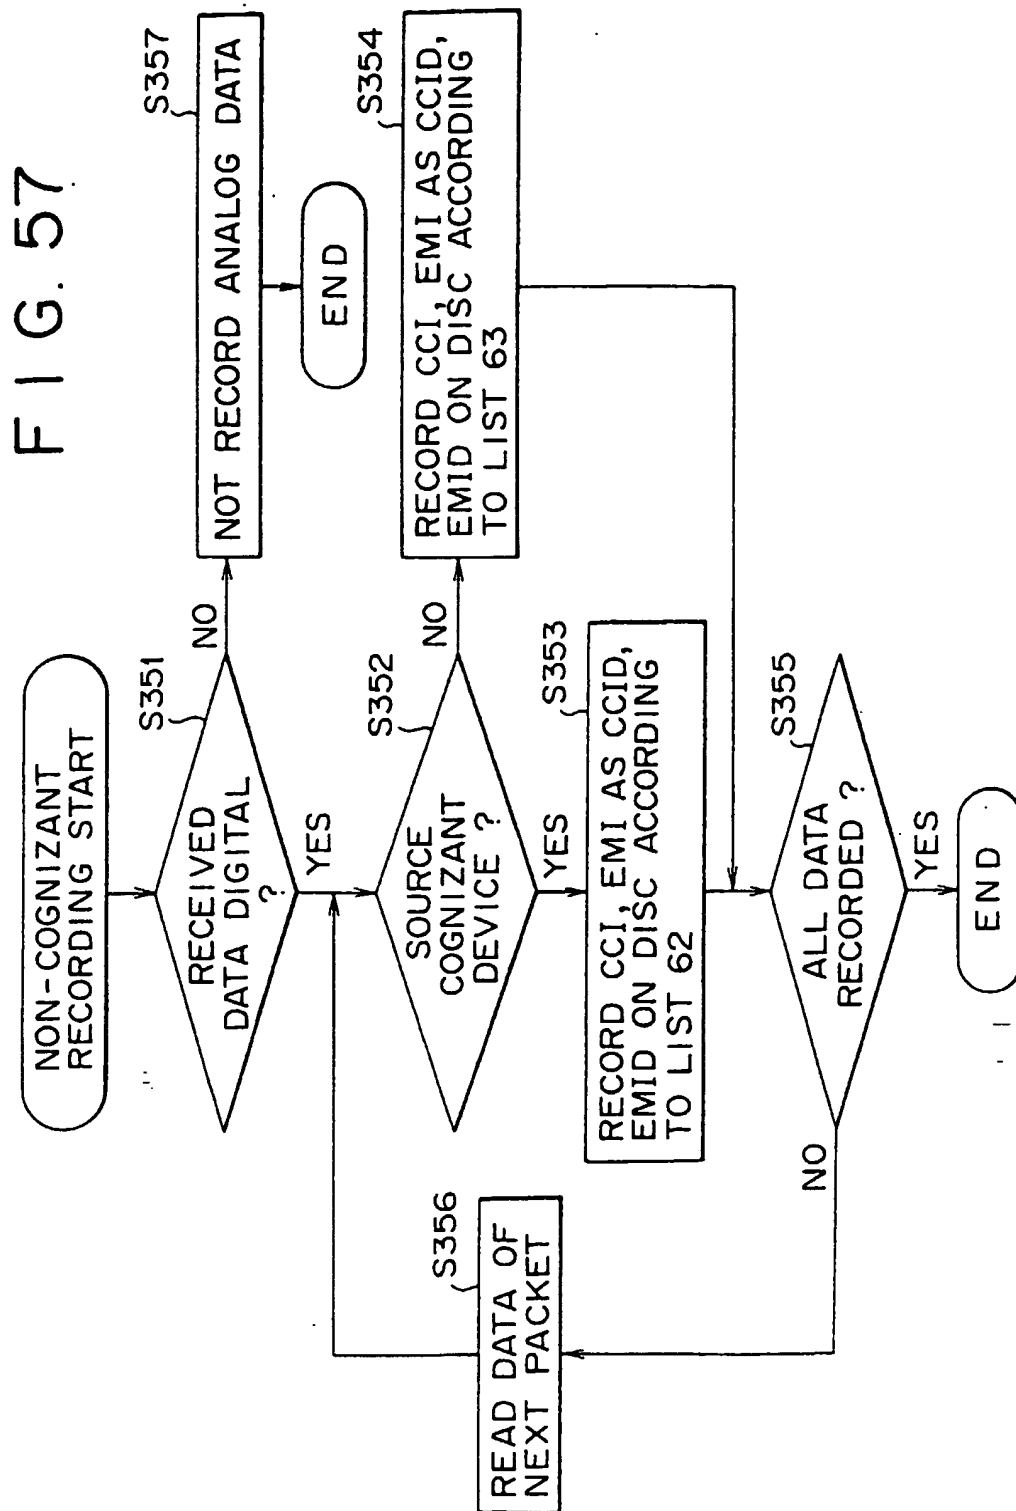 FIG. 57
NON-COGNIZANT
RECORDING START
S351
RECEIVED
DATA DIGITAL
?
NO
YES
S357
NOT RECORD ANALOG DATA
END
S352
SOURCE
COGNIZANT
DEVICE ?
NO
YES
S354
RECORD CCI, EMI AS CCID,
EMID ON DISC ACCORDING
TO LIST 63
S353
RECORD CCI, EMI AS CCID,
EMID ON DISC ACCORDING
TO LIST 62
S355
ALL DATA
RECORDED ?
NO
YES
S356
READ DATA OF
NEXT PACKET
END